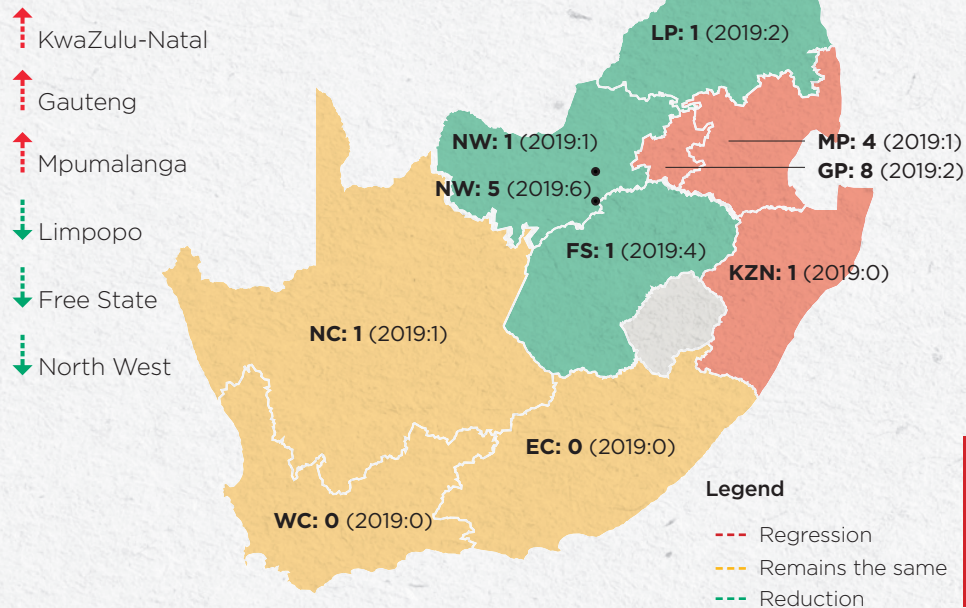 KwaZulu-Natal
Gauteng
Mpumalanga
Limpopo
Free State
North West
LP: 1 (2019:2)
NW: 1 (2019:1)
MP: 4 (2019:1)
GP: 8 (2019:2)
NW: 5 (2019:6)
FS: 1 (2019:4)
KZN: 1 (2019:0)
NC: 1 (2019:1)
EC: 0 (2019:0)
WC: 0 (2019:0)
Legend
Regression
Remains the same
Reduction